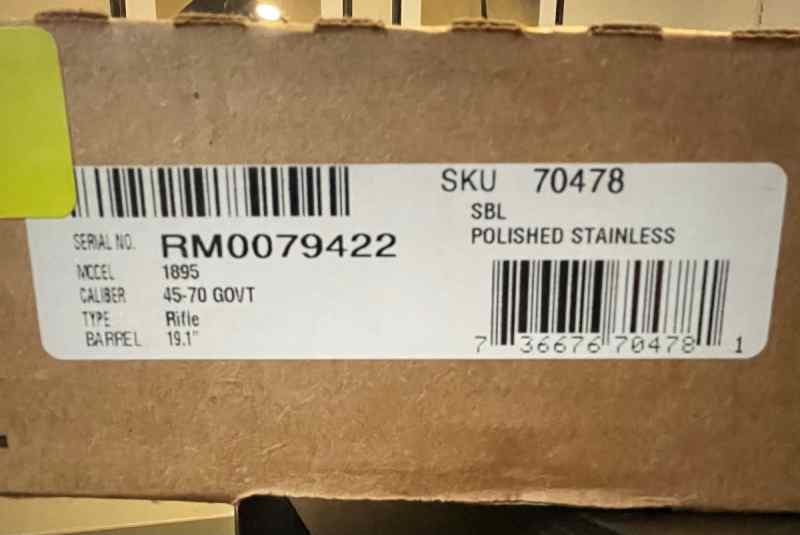 SKU 70478
SBL
POLISHED STAINLESS
SERIAL NO. RM0079422
MODEL 1895
CALIBER 45-70 GOVT
TYPE Rifle
BARREL 19.1"
7 36676 70478 1